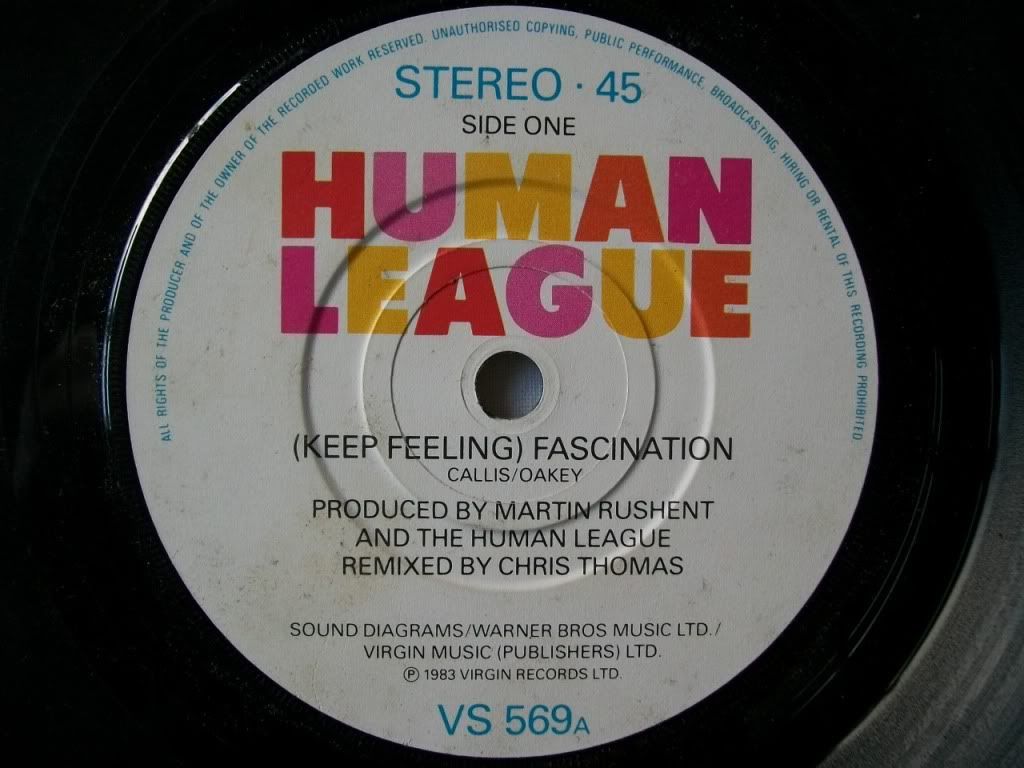 ALL RIGHTS OF THE PRODUCER AND OF THE OWNER OF THE RECORDED WORK RESERVED. UNAUTHORISED COPYING, PUBLIC PERFORMANCE, BROADCASTING, HIRING OR RENTAL OF THIS RECORDING PROHIBITED.
STEREO · 45
SIDE ONE
HUMAN
LEAGUE
(KEEP FEELING) FASCINATION
CALLIS/OAKEY
PRODUCED BY MARTIN RUSHENT
AND THE HUMAN LEAGUE
REMIXED BY CHRIS THOMAS
SOUND DIAGRAMS/WARNER BROS MUSIC LTD./
VIRGIN MUSIC (PUBLISHERS) LTD.
℗ 1983 VIRGIN RECORDS LTD.
VS 569A